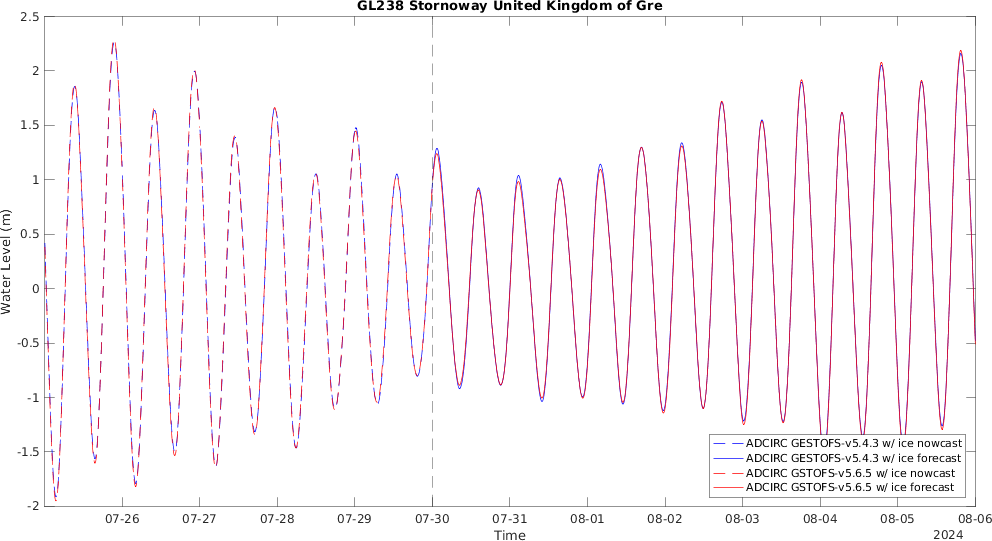 GL238 Stornoway United Kingdom of Gre
2.5
2
1.5
1
0.5
0
-0.5
-1
-1.5
-2
Water Level (m)
07-26 07-27 07-28 07-29 07-30 07-31 08-01 08-02 08-03 08-04 08-05 08-06
Time
2024
ADCIRC GESTOFS-v5.4.3 w/ ice nowcast
ADCIRC GESTOFS-v5.4.3 w/ ice forecast
ADCIRC GSTOFS-v5.6.5 w/ ice nowcast
ADCIRC GSTOFS-v5.6.5 w/ ice forecast